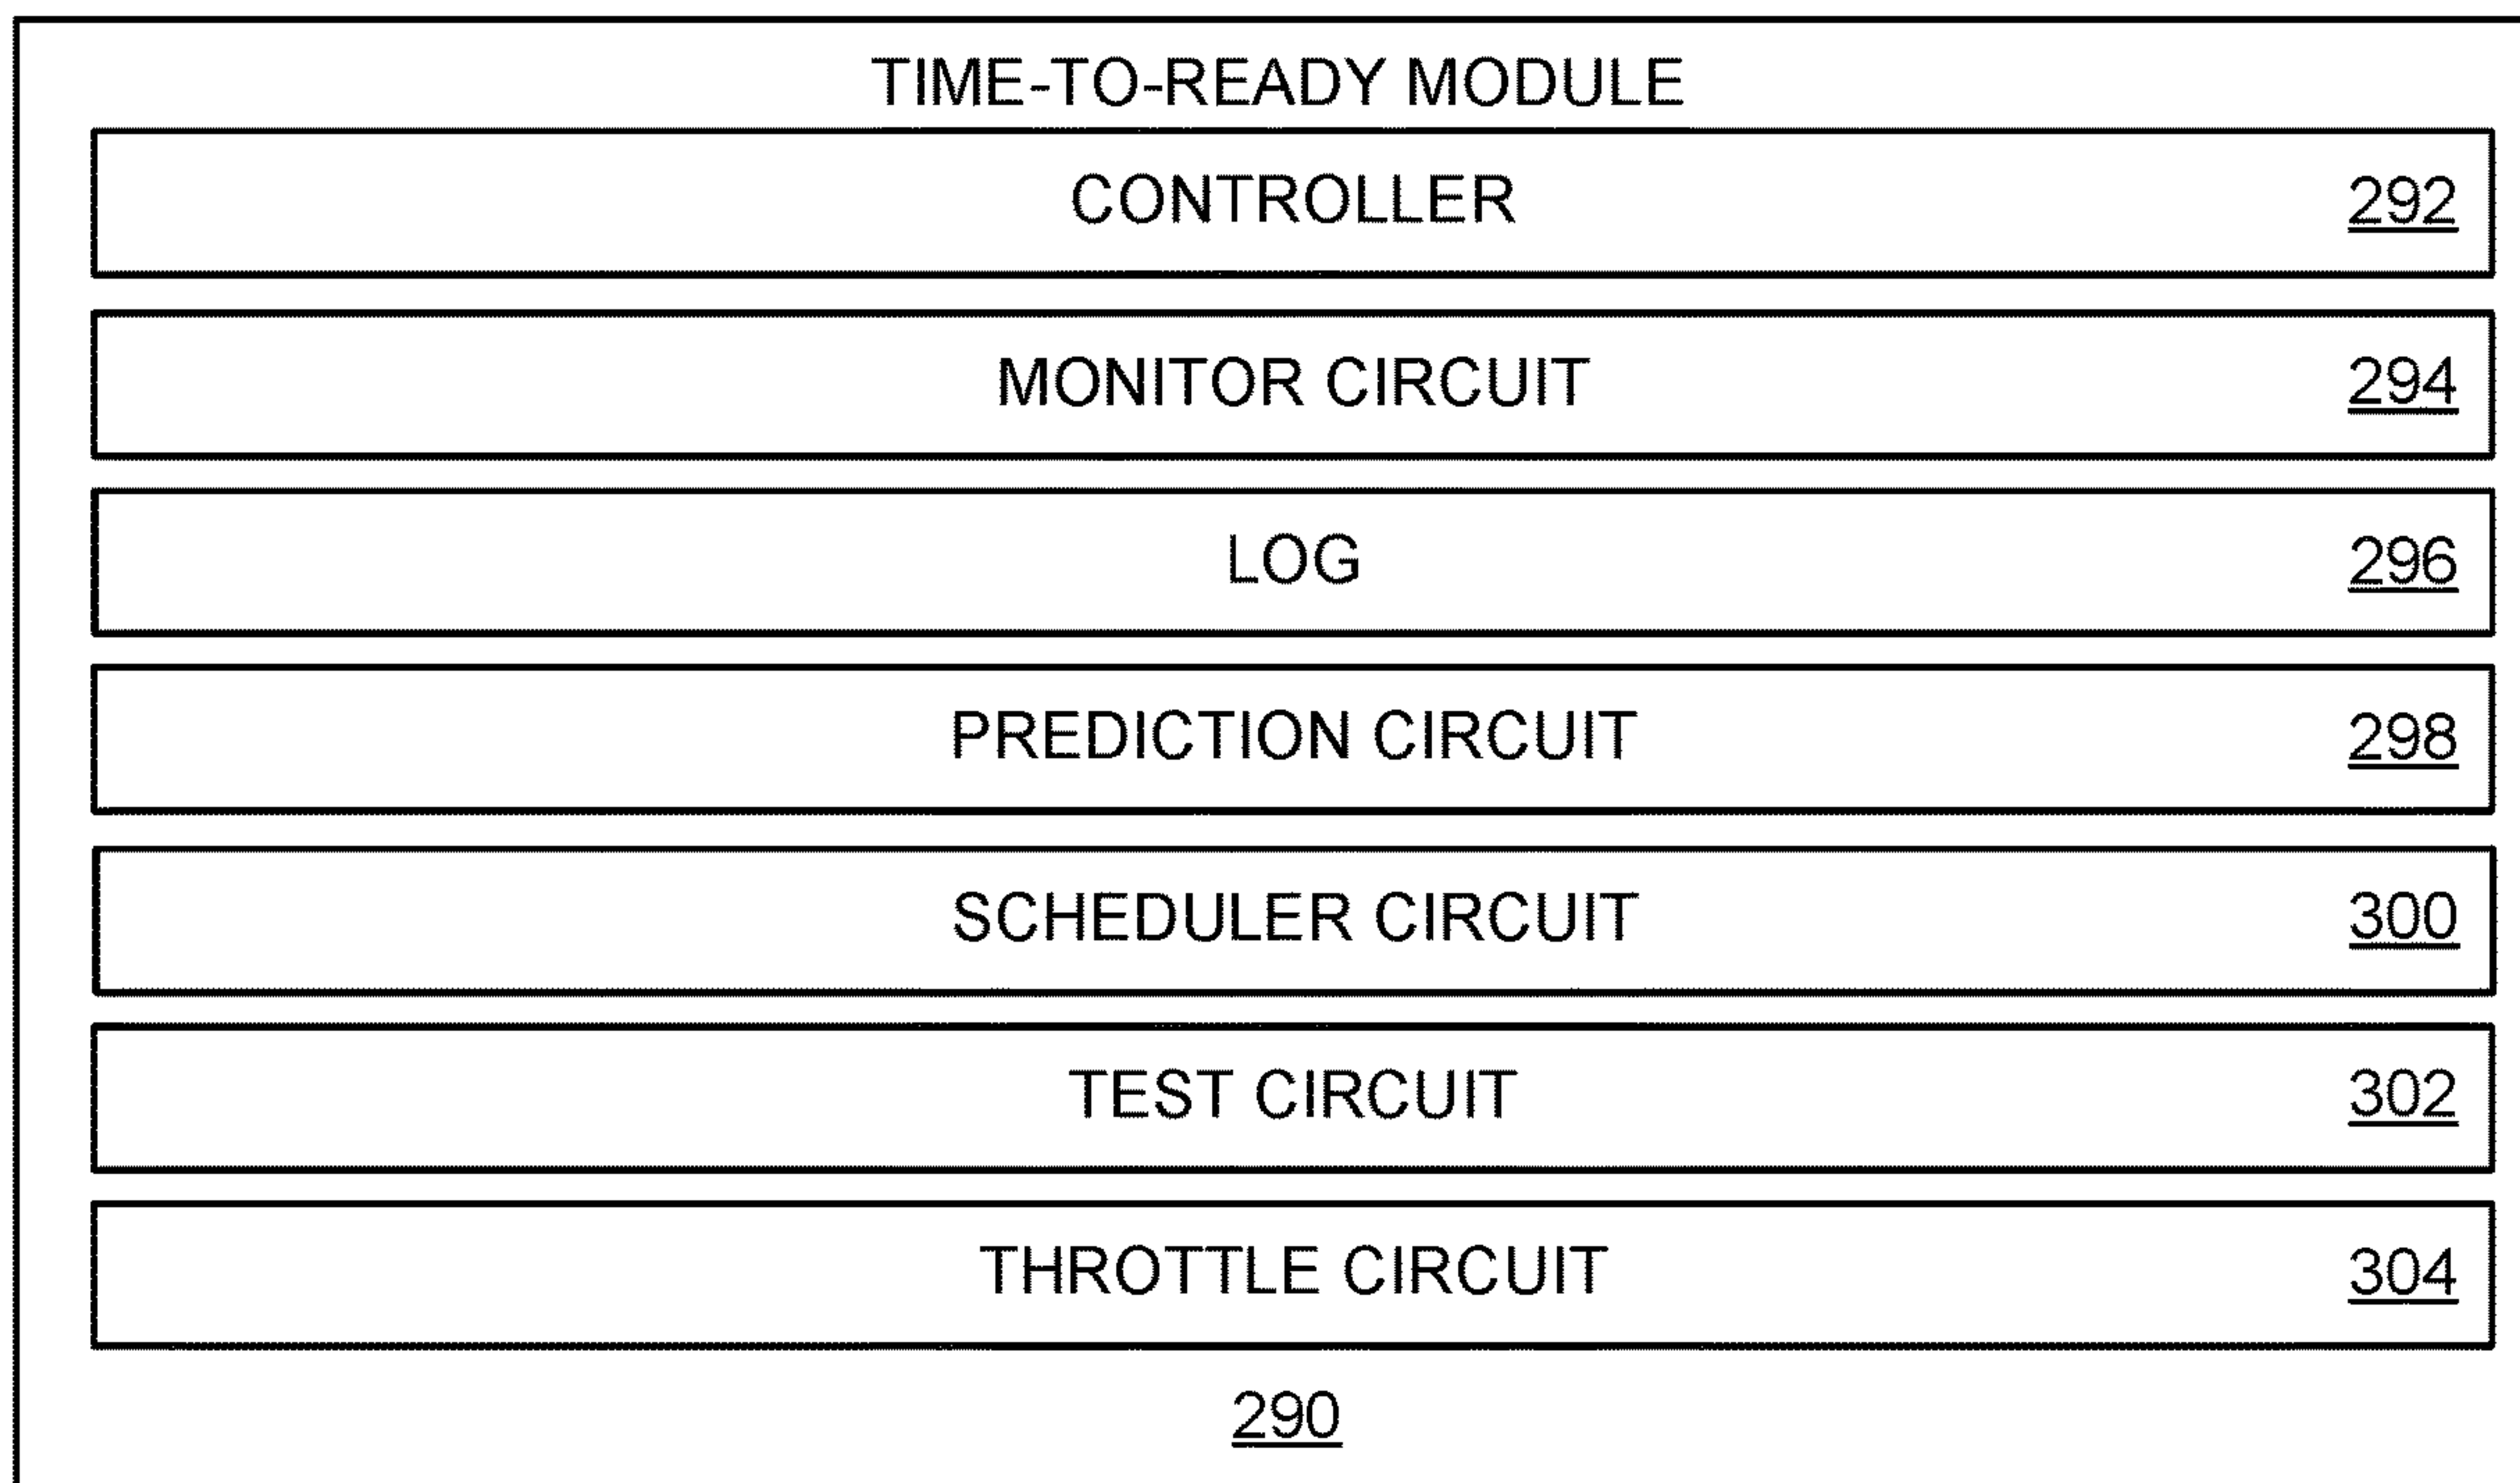 TIME-TO-READY MODULE
CONTROLLER 292
MONITOR CIRCUIT 294
LOG 296
PREDICTION CIRCUIT 298
SCHEDULER CIRCUIT 300
TEST CIRCUIT 302
THROTTLE CIRCUIT 304
290